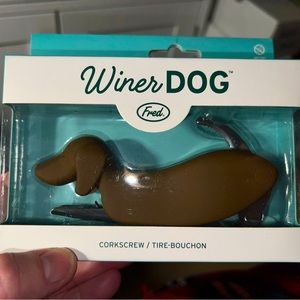 Winer DOG™
Fred
CORKSCREW / TIRE-BOUCHON